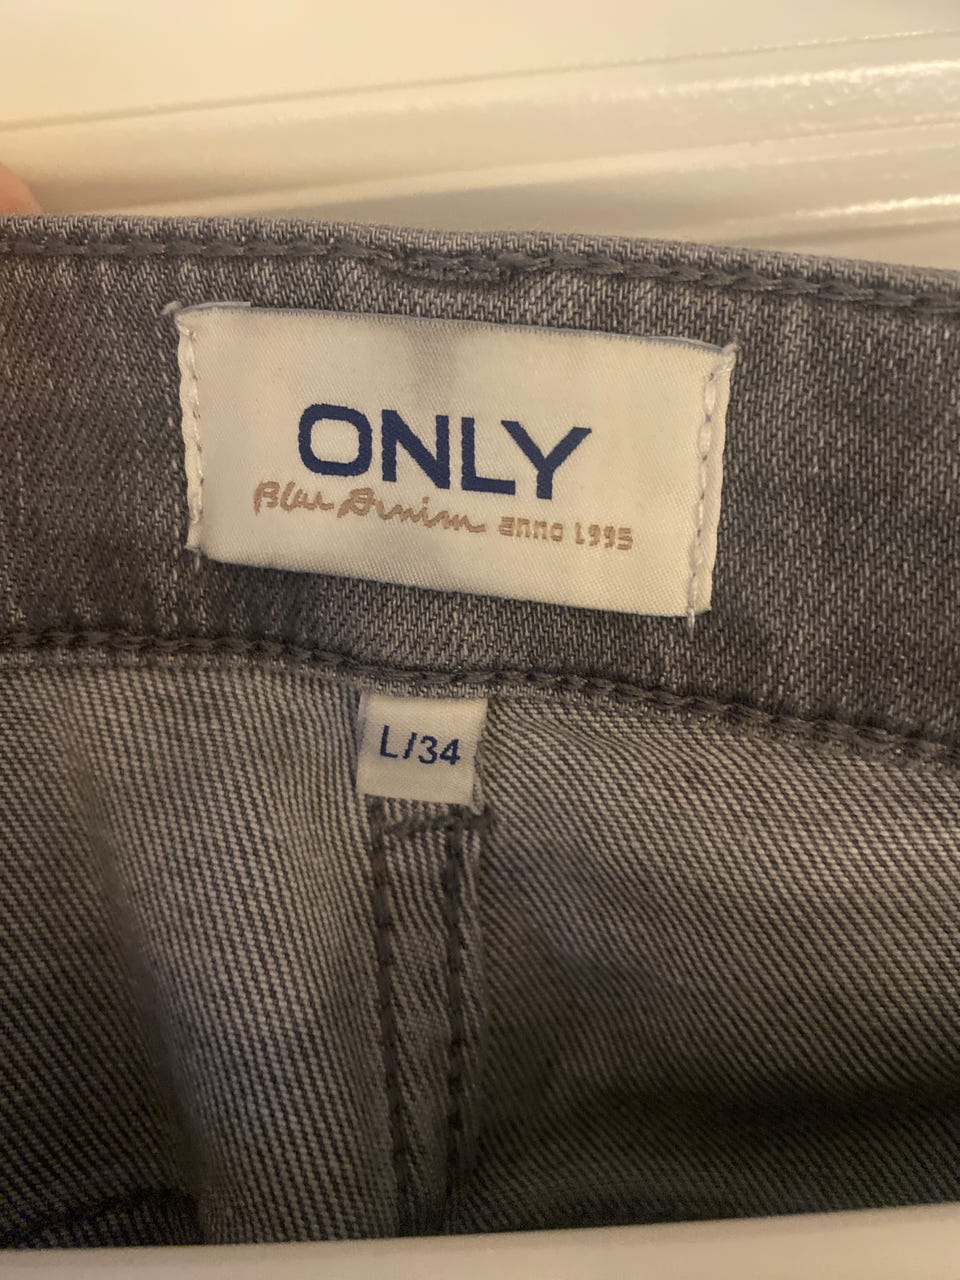 ONLY
Blue Denim anno 1995
L/34